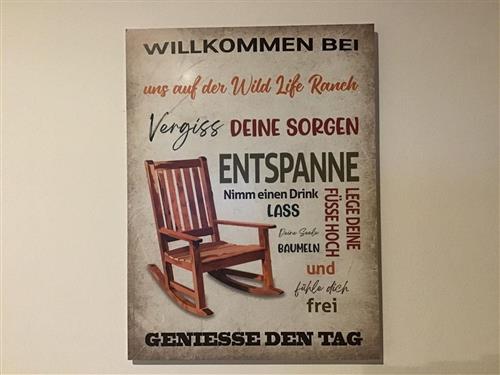 WILLKOMMEN BEI
uns auf der Wild Life Ranch
Vergiss DEINE SORGEN
ENTSPANNE
Nimm einen Drink
LASS
Deine Seele
BAUMELN
LEGE DEINE
FÜSSE HOCH
und
fühle dich
frei
GENIESSE DEN TAG